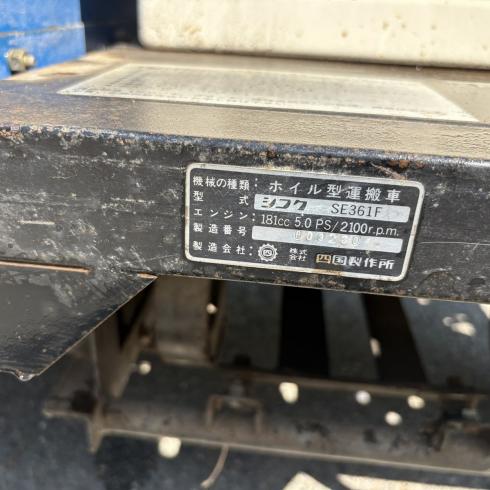 機械の種類: ホイル型運搬車
型式 シコク SE361F
エンジン: 181cc 5.0 PS/2100r.p.m.
製造番号
製造会社: 株式会社 四国製作所